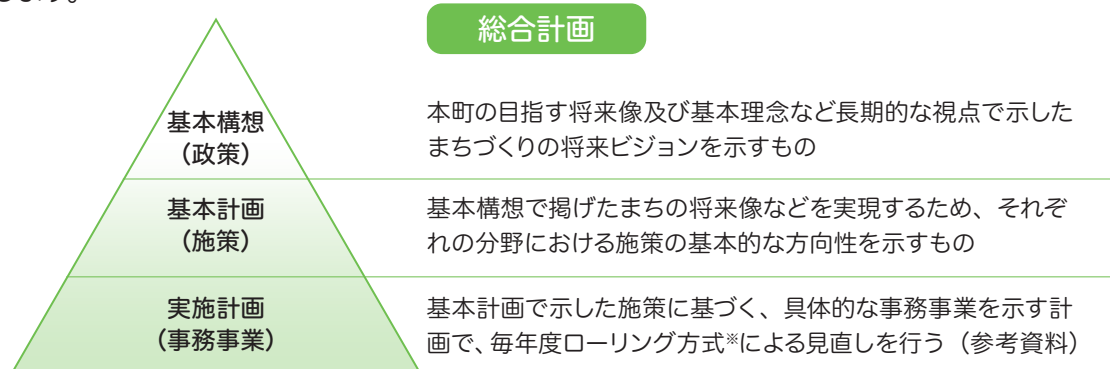 総合計画
基本構想
（政策）
本町の目指す将来像及び基本理念など長期的な視点で示した
まちづくりの将来ビジョンを示すもの
基本計画
（施策）
基本構想で掲げたまちの将来像などを実現するため、それぞ
れの分野における施策の基本的な方向性を示すもの
実施計画
（事務事業）
基本計画で示した施策に基づく、具体的な事務事業を示す計
画で、毎年度ローリング方式※による見直しを行う（参考資料）